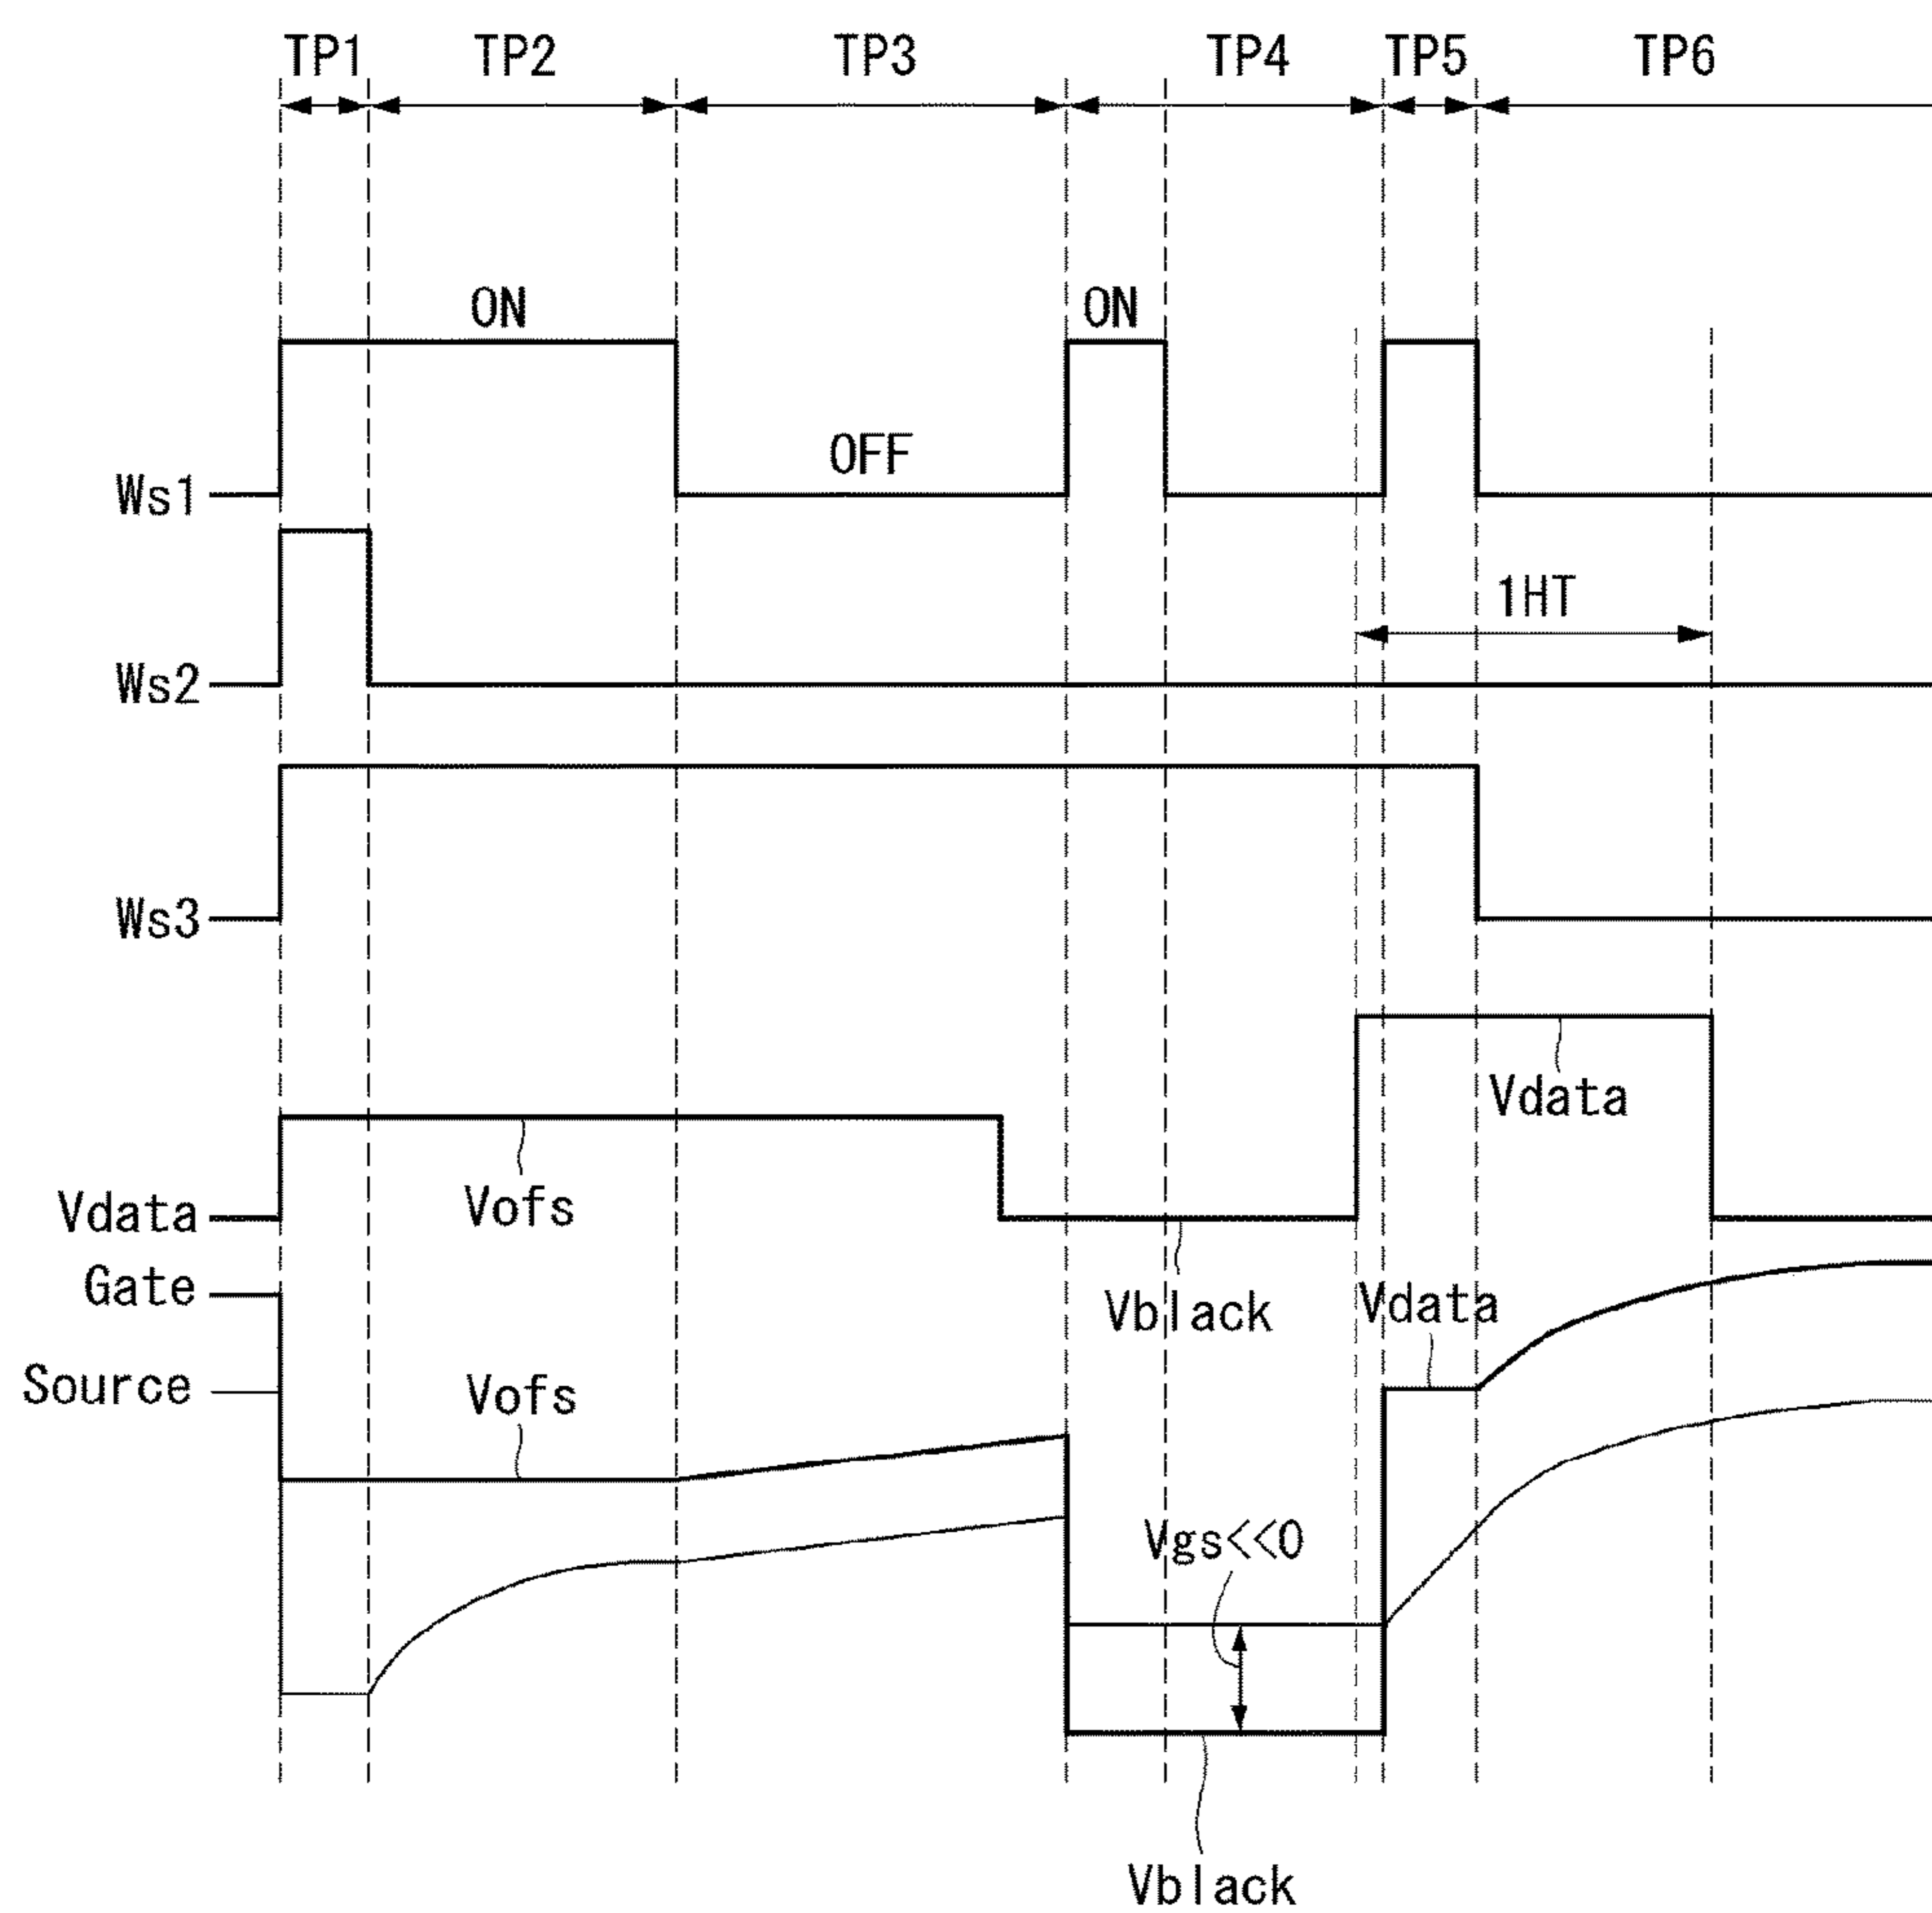 TP1 TP2 TP3 TP4 TP5 TP6
ON ON
OFF
Ws1
1HT
Ws2
Ws3
Vdata
Vofs
Vdata
Gate
Vblack
Vdata
Source
Vofs
Vgs<<0
Vblack